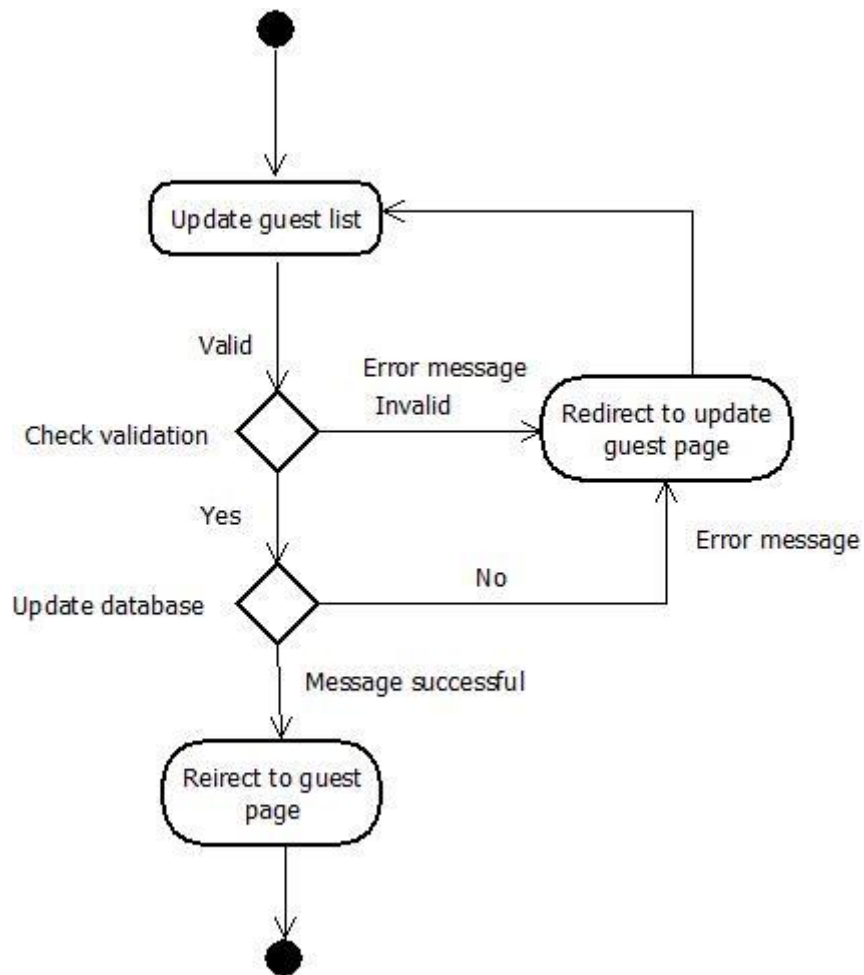 Update guest list
Valid
Error message
Invalid
Check validation
Redirect to update
guest page
Yes
Error message
No
Update database
Message successful
Reirect to guest
page